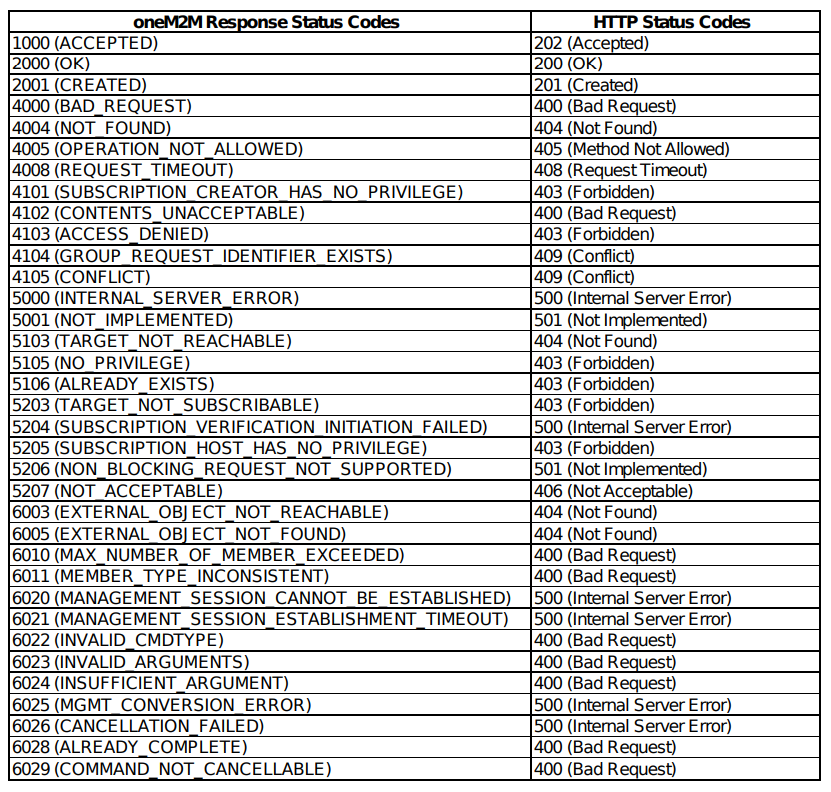 oneM2M Response Status Codes HTTP Status Codes
1000 (ACCEPTED) 202 (Accepted)
2000 (OK) 200 (OK)
2001 (CREATED) 201 (Created)
4000 (BAD_REQUEST) 400 (Bad Request)
4004 (NOT_FOUND) 404 (Not Found)
4005 (OPERATION_NOT_ALLOWED) 405 (Method Not Allowed)
4008 (REQUEST_TIMEOUT) 408 (Request Timeout)
4101 (SUBSCRIPTION_CREATOR_HAS_NO_PRIVILEGE) 403 (Forbidden)
4102 (CONTENTS_UNACCEPTABLE) 400 (Bad Request)
4103 (ACCESS_DENIED) 403 (Forbidden)
4104 (GROUP_REQUEST_IDENTIFIER_EXISTS) 409 (Conflict)
4105 (CONFLICT) 409 (Conflict)
5000 (INTERNAL_SERVER_ERROR) 500 (Internal Server Error)
5001 (NOT_IMPLEMENTED) 501 (Not Implemented)
5103 (TARGET_NOT_REACHABLE) 404 (Not Found)
5105 (NO_PRIVILEGE) 403 (Forbidden)
5106 (ALREADY_EXISTS) 403 (Forbidden)
5203 (TARGET_NOT_SUBSCRIBABLE) 403 (Forbidden)
5204 (SUBSCRIPTION_VERIFICATION_INITIATION_FAILED) 500 (Internal Server Error)
5205 (SUBSCRIPTION_HOST_HAS_NO_PRIVILEGE) 403 (Forbidden)
5206 (NON_BLOCKING_REQUEST_NOT_SUPPORTED) 501 (Not Implemented)
5207 (NOT_ACCEPTABLE) 406 (Not Acceptable)
6003 (EXTERNAL_OBJECT_NOT_REACHABLE) 404 (Not Found)
6005 (EXTERNAL_OBJECT_NOT_FOUND) 404 (Not Found)
6010 (MAX_NUMBER_OF_MEMBER_EXCEEDED) 400 (Bad Request)
6011 (MEMBER_TYPE_INCONSISTENT) 400 (Bad Request)
6020 (MANAGEMENT_SESSION_CANNOT_BE_ESTABLISHED) 500 (Internal Server Error)
6021 (MANAGEMENT_SESSION_ESTABLISHMENT_TIMEOUT) 500 (Internal Server Error)
6022 (INVALID_CMDTYPE) 400 (Bad Request)
6023 (INVALID_ARGUMENTS) 400 (Bad Request)
6024 (INSUFFICIENT_ARGUMENT) 400 (Bad Request)
6025 (MGMT_CONVERSION_ERROR) 500 (Internal Server Error)
6026 (CANCELLATION_FAILED) 500 (Internal Server Error)
6028 (ALREADY_COMPLETE) 400 (Bad Request)
6029 (COMMAND_NOT_CANCELLABLE) 400 (Bad Request)